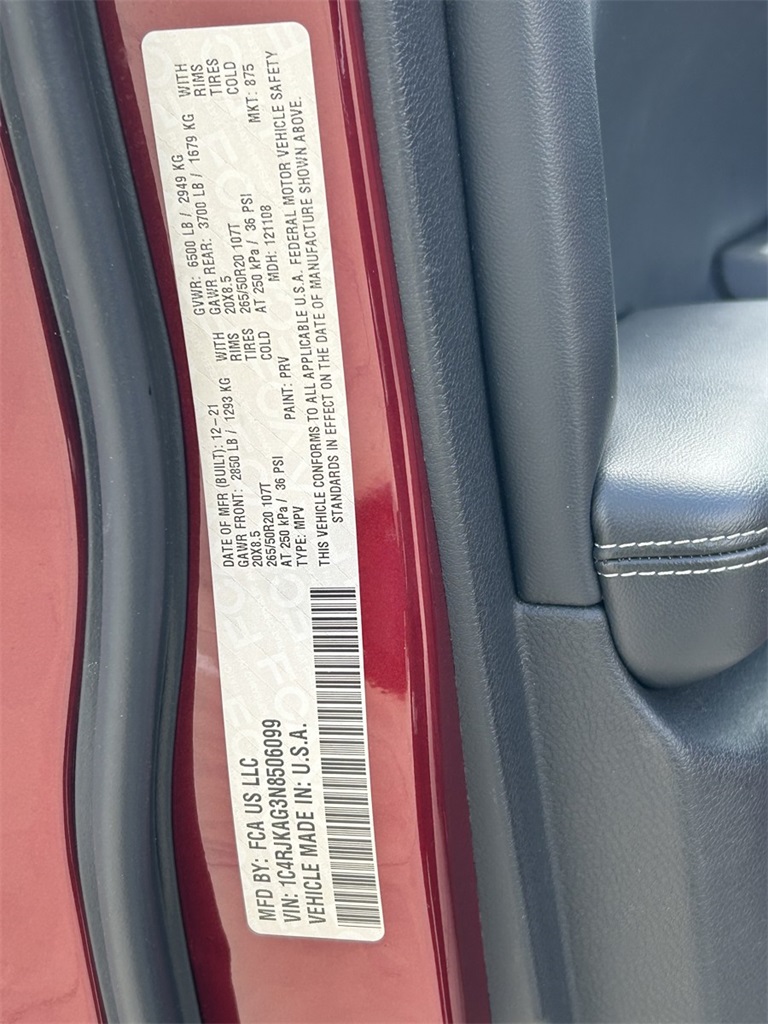 MFD BY: FCA US LLC
VIN: 1C4RJKAG3N8506099
VEHICLE MADE IN: U.S.A.
DATE OF MFR (BUILT): 12-21 GVWR: 6500 LB / 2949 KG
GAWR FRONT: 2850 LB / 1293 KG WITH GAWR REAR: 3700 LB / 1679 KG WITH
20X8.5 RIMS 20X8.5 RIMS
265/50R20 107T TIRES 265/50R20 107T TIRES
AT 250 kPa / 36 PSI COLD AT 250 kPa / 36 PSI COLD
TYPE: MPV PAINT: PRV MDH: 121108 MKT: 875
THIS VEHICLE CONFORMS TO ALL APPLICABLE U.S.A. FEDERAL MOTOR VEHICLE SAFETY
STANDARDS IN EFFECT ON THE DATE OF MANUFACTURE SHOWN ABOVE.